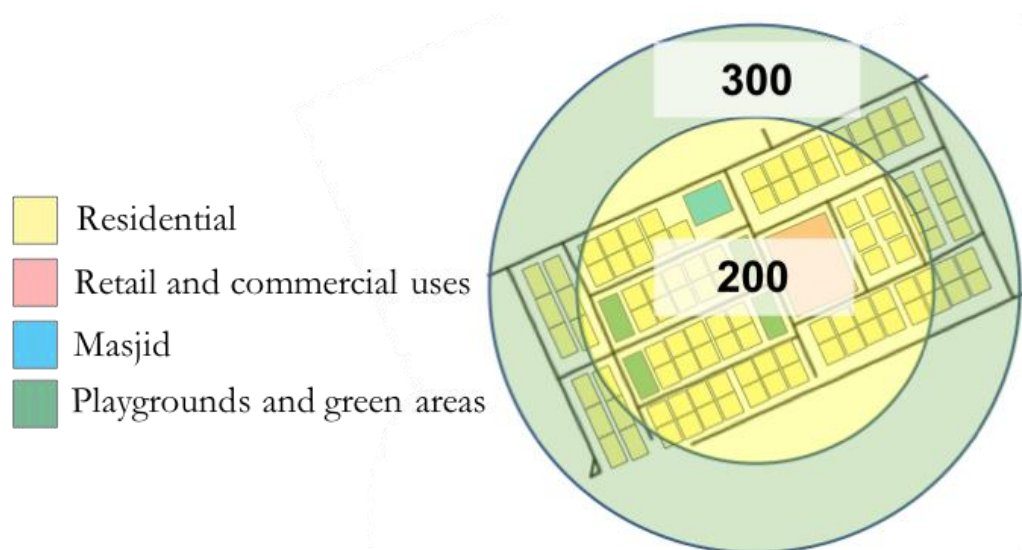 300
200
Residential
Retail and commercial uses
Masjid
Playgrounds and green areas